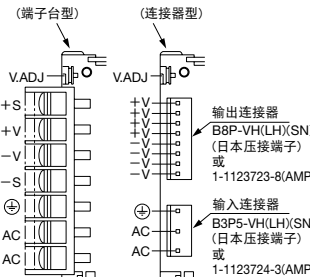 (端子台型)
(连接器型)
V.ADJ
V.ADJ
+S
+V
−V
−S
AC
AC
+V
+V
+V
+V
−V
−V
−V
−V
AC
AC
输出连接器
B8P-VH(LH)(SN)
(日本压接端子)
或
1-1123723-8(AMP
输入连接器
B3P5-VH(LH)(SN
(日本压接端子)
或
1-1123724-3(AMP